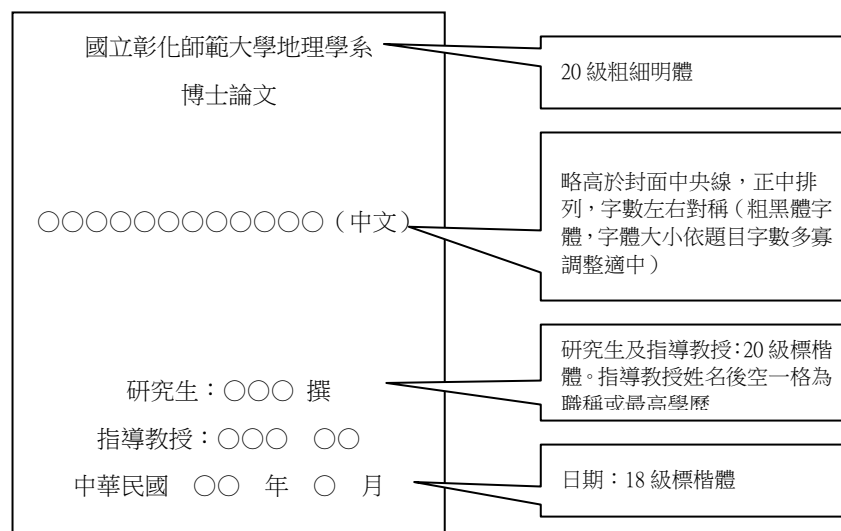 國立彰化師範大學地理學系
博士論文
○○○○○○○○○○○○（中文）
研究生：○○○ 撰
指導教授：○○○　○○
中華民國　○○　年　○　月
20 級粗細明體
略高於封面中央線，正中排
列，字數左右對稱（粗黑體字
體，字體大小依題目字數多寡
調整適中）
研究生及指導教授：20 級標楷
體。指導教授姓名後空一格為
職稱或最高學歷
日期：18 級標楷體